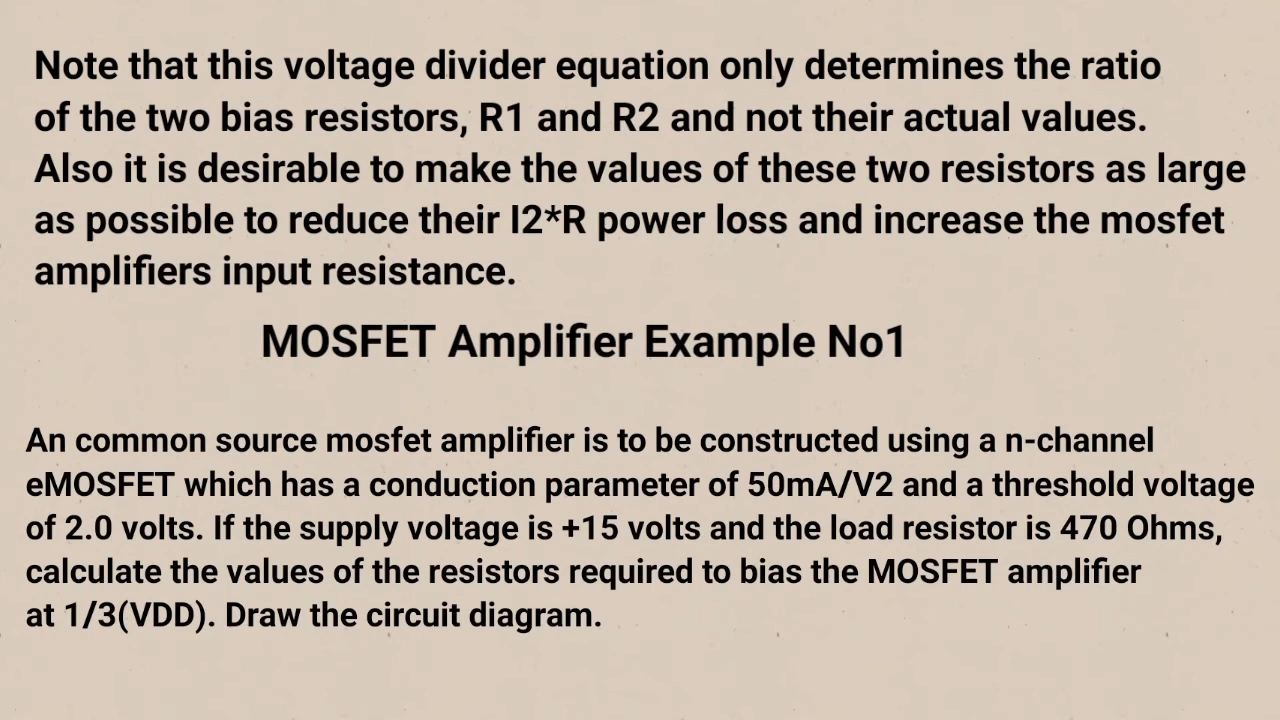 Note that this voltage divider equation only determines the ratio
of the two bias resistors, R1 and R2 and not their actual values.
Also it is desirable to make the values of these two resistors as large
as possible to reduce their I2*R power loss and increase the mosfet
amplifiers input resistance.
MOSFET Amplifier Example No1
An common source mosfet amplifier is to be constructed using a n-channel
eMOSFET which has a conduction parameter of 50mA/V2 and a threshold voltage
of 2.0 volts. If the supply voltage is +15 volts and the load resistor is 470 Ohms,
calculate the values of the resistors required to bias the MOSFET amplifier
at 1/3(VDD). Draw the circuit diagram.